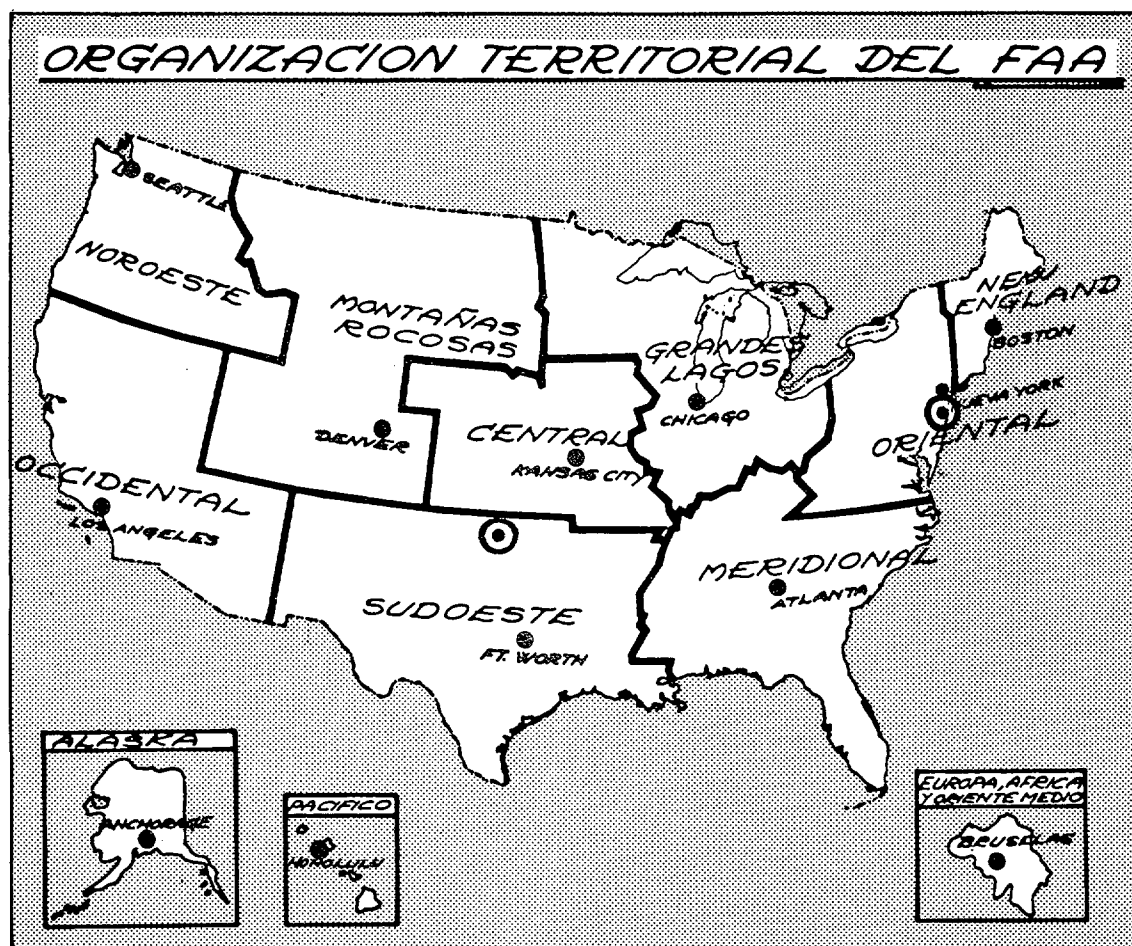 ORGANIZACION TERRITORIAL DEL FAA
SEATTLE
NOROESTE
MONTAÑAS
ROCOSAS
GRANDES
LAGOS
CHICAGO
NEW
ENGLAND
BOSTON
NUEVA YORK
ORIENTAL
DENVER
CENTRAL
KANSAS CITY
OCCIDENTAL
LOS ANGELES
MERIDIONAL
ATLANTA
SUDOESTE
FT. WORTH
ALASKA
ANCHORAGE
PACIFICO
HONOLULU
EUROPA, AFRICA
Y ORIENTE MEDIO
BRUSELAS